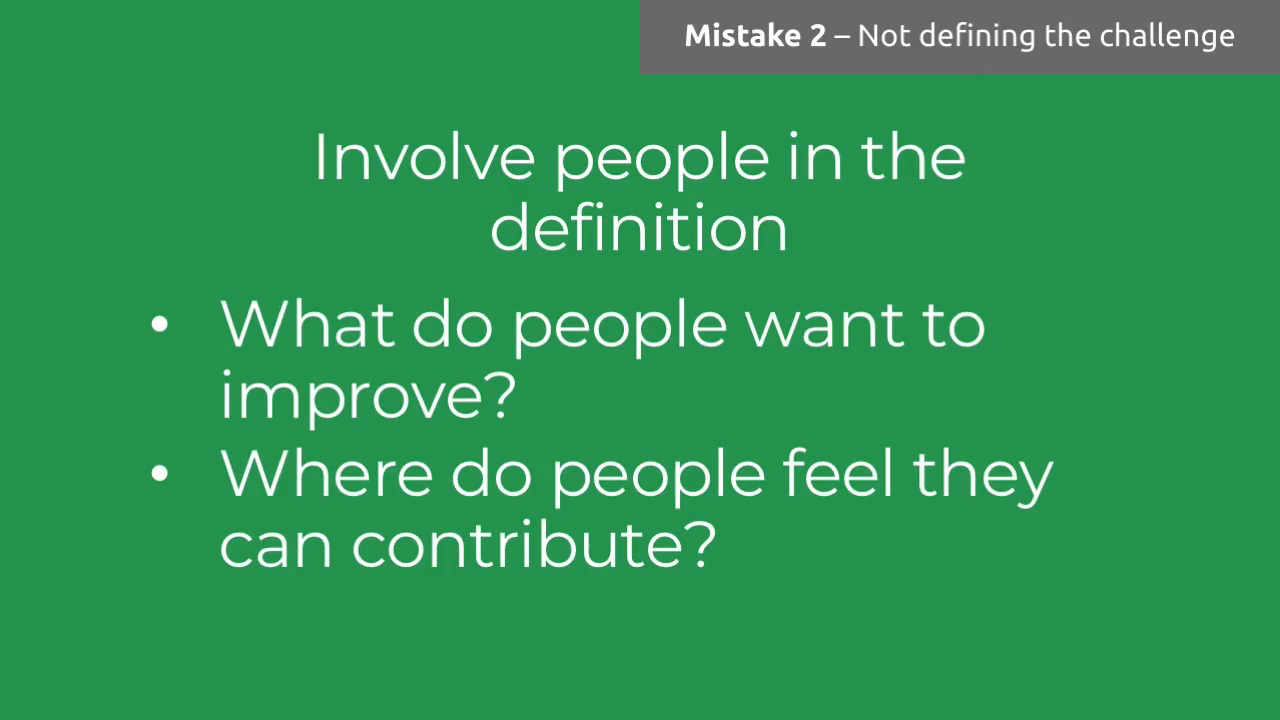 Mistake 2 – Not defining the challenge
Involve people in the
definition
• What do people want to
improve?
• Where do people feel they
can contribute?